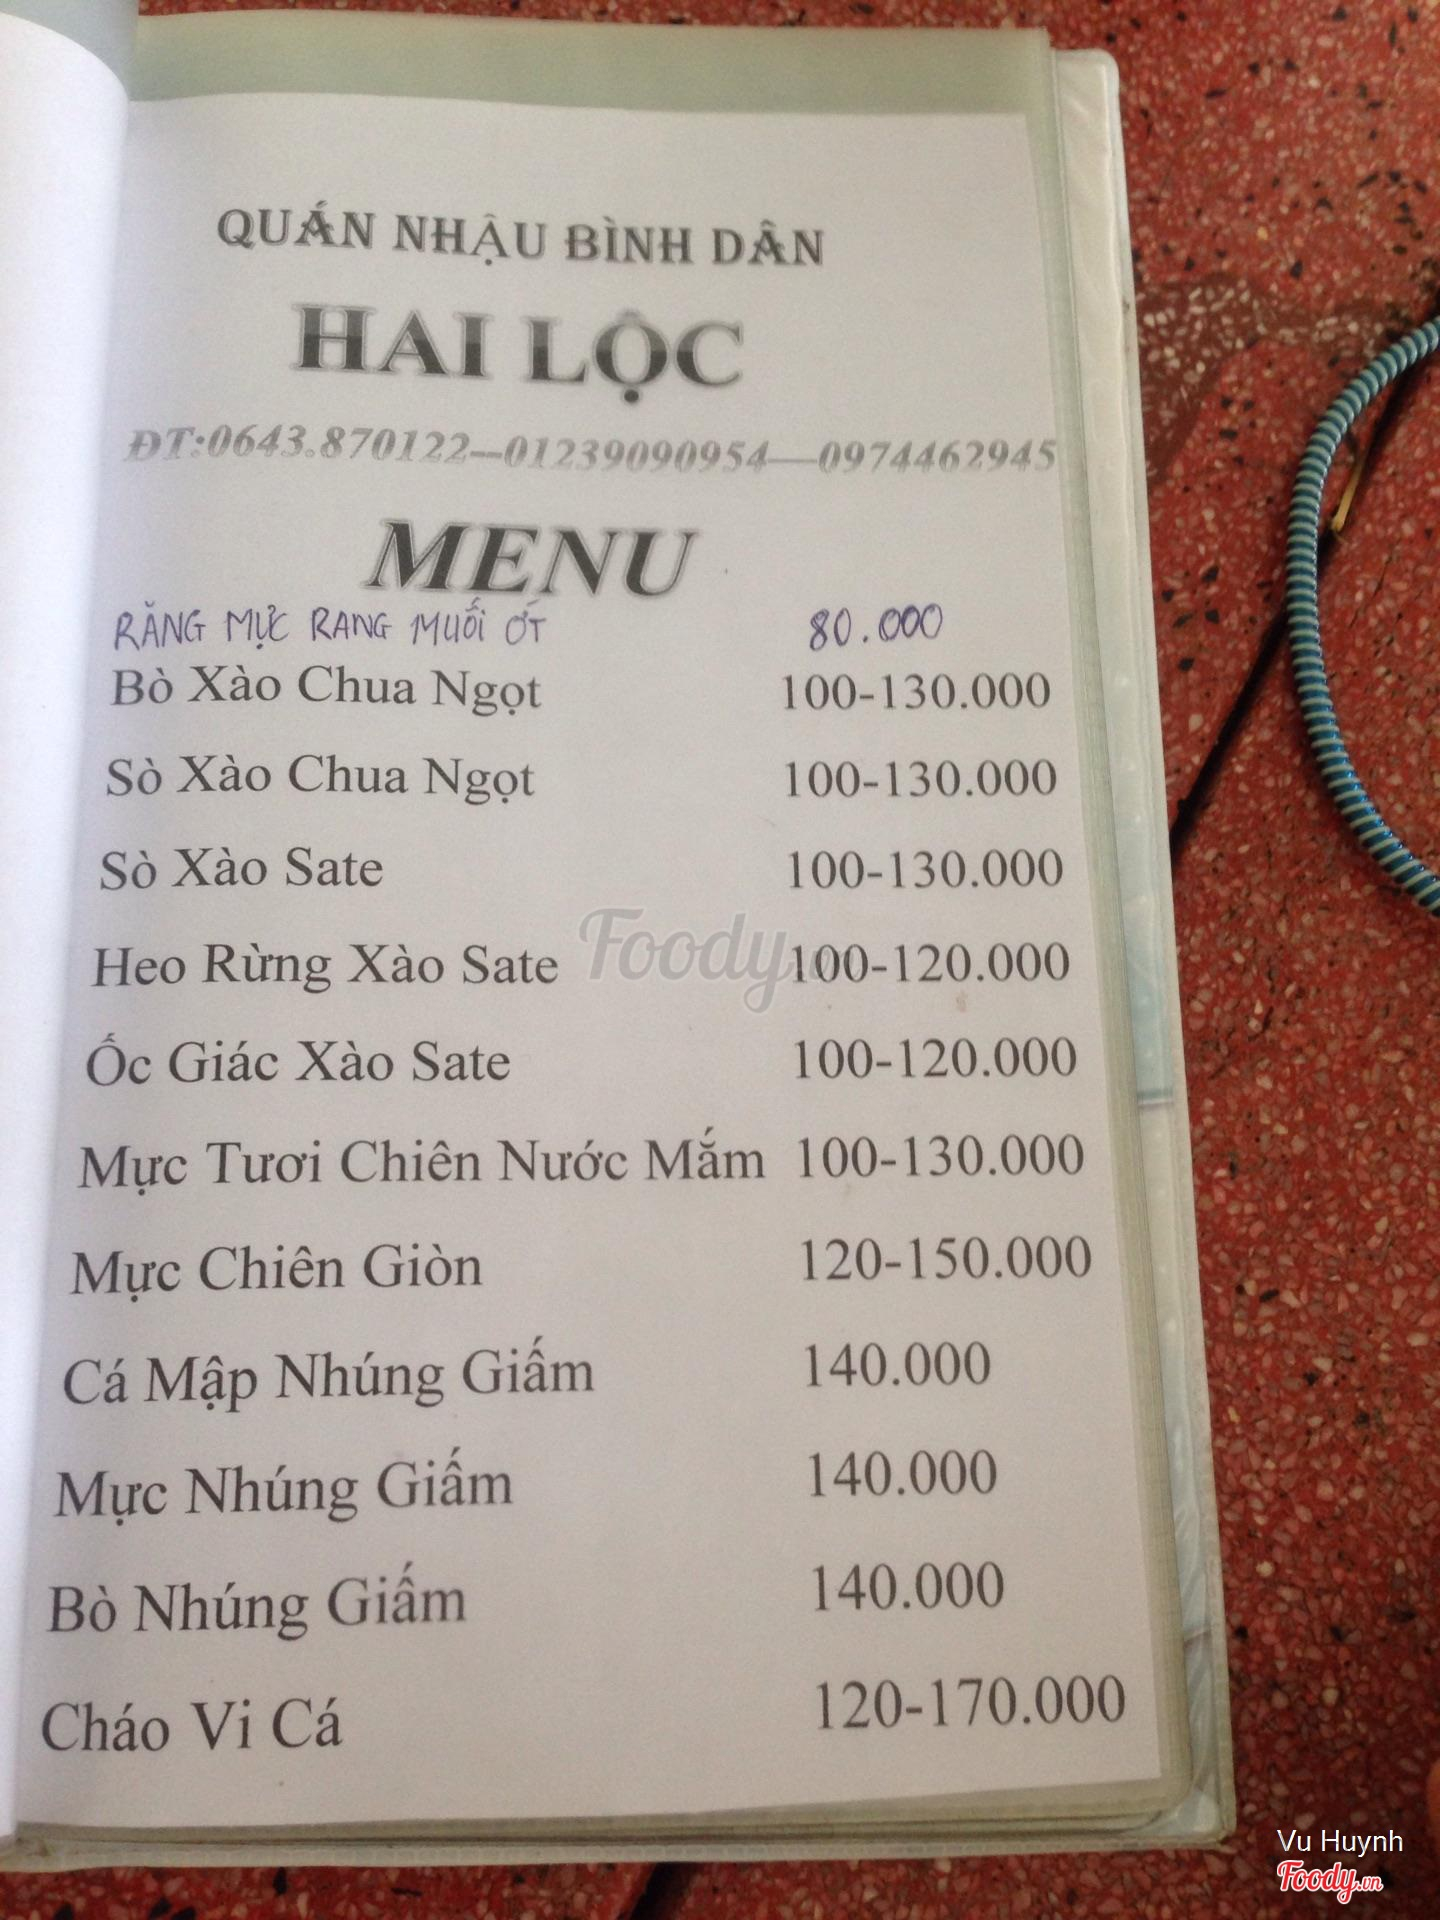 QUÁN NHẬU BÌNH DÂN
HAI LỘC
ĐT:0643.870122--01239090954—0974462945
MENU
RĂNG MỰC RANG MUỐI ỚT 80.000
Bò Xào Chua Ngọt 100-130.000
Sò Xào Chua Ngọt 100-130.000
Sò Xào Sate 100-130.000
Heo Rừng Xào Sate 100-120.000
Foody.vn
Ốc Giác Xào Sate 100-120.000
Mực Tươi Chiên Nước Mắm 100-130.000
Mực Chiên Giòn 120-150.000
Cá Mập Nhúng Giấm 140.000
Mực Nhúng Giấm 140.000
Bò Nhúng Giấm 140.000
Cháo Vi Cá 120-170.000
Vu Huynh
Foody.vn